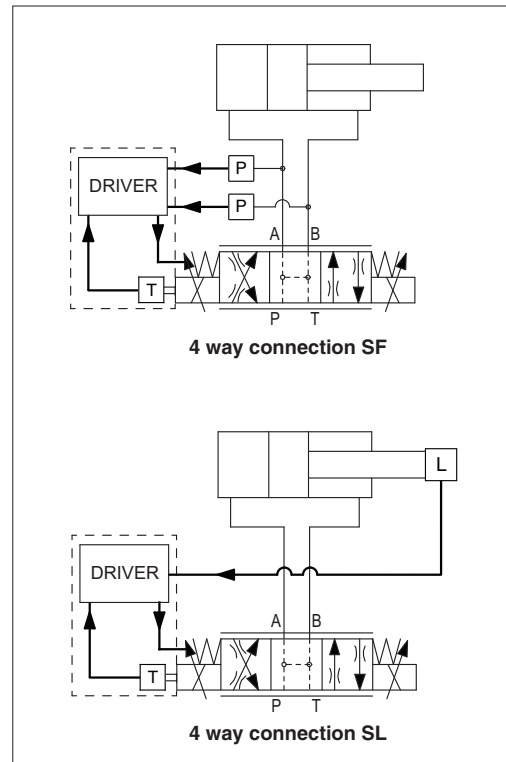 P
DRIVER
P
A B
T
P T
4 way connection SF
L
DRIVER
A B
T
P T
4 way connection SL